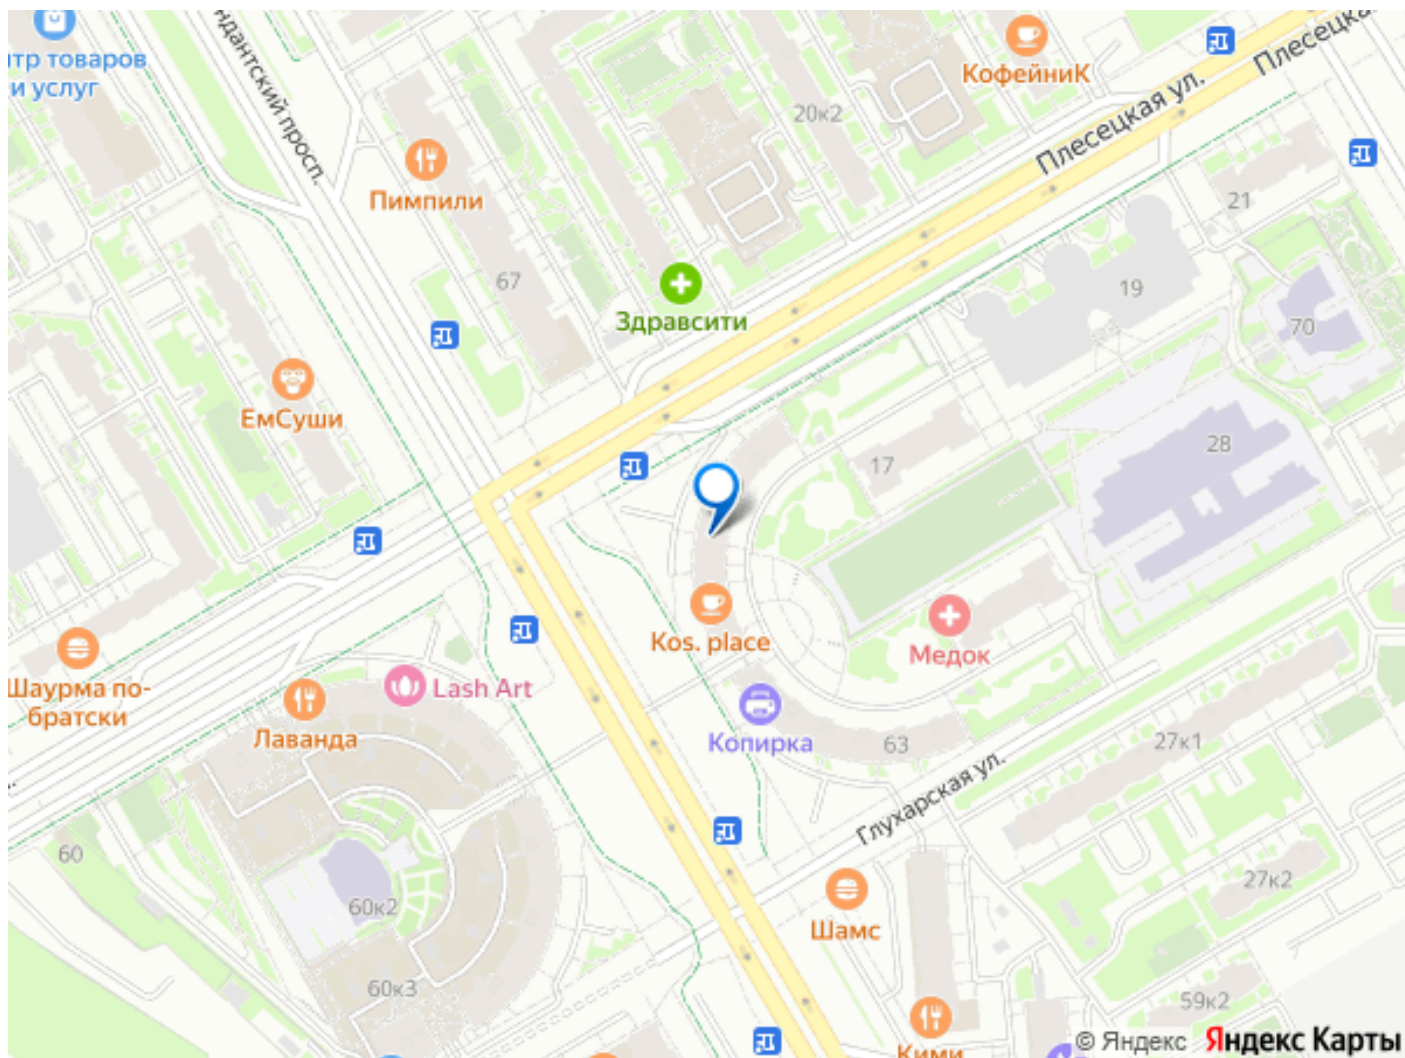 тр товаров
и услуг
ндантский просп.
КофейниК
Плесецкая ул.
Плесецка
20к2
Пимпили
21
67
19
Здравсити
70
ЕмСуши
28
17
Kos. place
Медок
Шаурма по-
братски
Lash Art
Лаванда
Копирка
63
27к1
Глухарская ул.
60
27к2
60к2
Шамс
60к3
59к2
Кими
© Яндекс Яндекс Карты